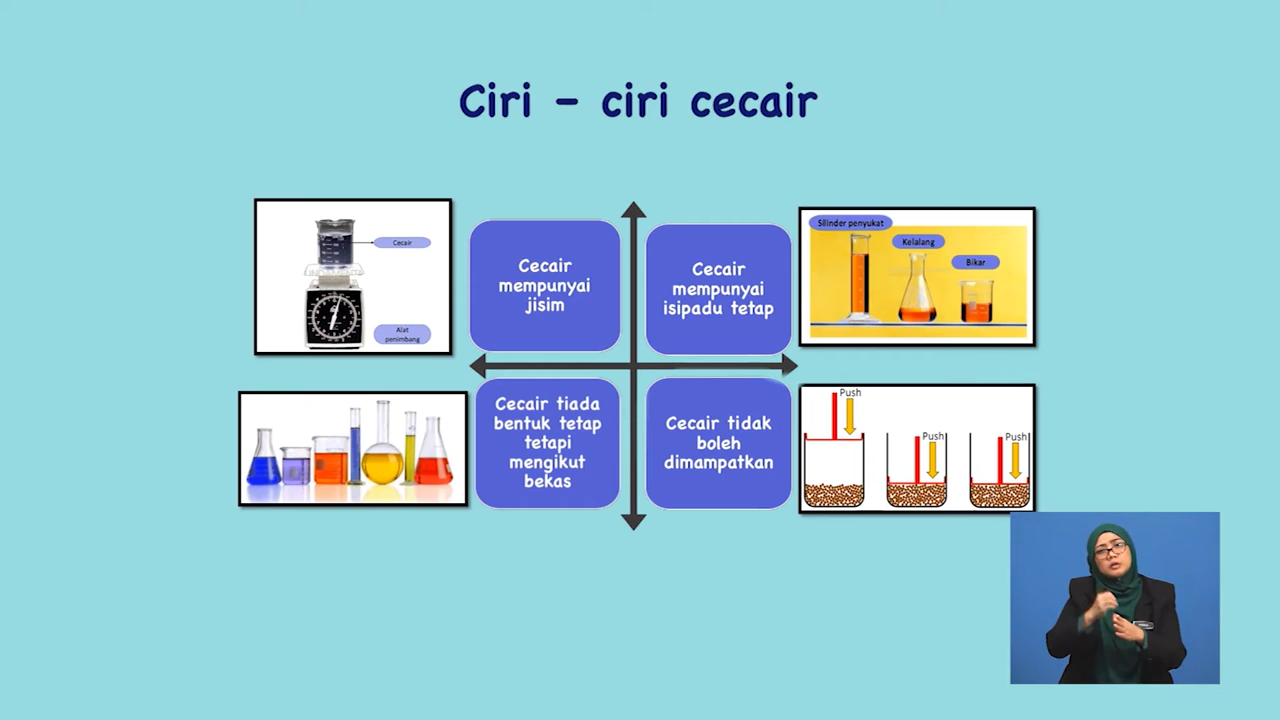 Ciri – ciri cecair
Cecair
Alat
penimbang
Cecair
mempunyai
jisim
Cecair
mempunyai
isipadu tetap
Silinder penyukat
Kelalang
Bikar
Cecair tiada
bentuk tetap
tetapi
mengikut
bekas
Cecair tidak
boleh
dimampatkan
Push
Push
Push